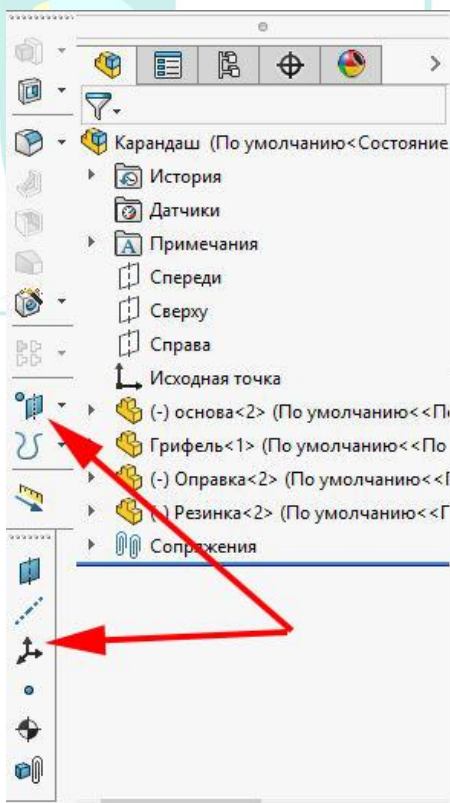 Карандаш (По умолчанию<Состояние
История
Датчики
Примечания
Спереди
Сверху
Справа
Исходная точка
(-) основа<2> (По умолчанию<<По
Грифель<1> (По умолчанию<<По
(-) Оправка<2> (По умолчанию<<П
(-) Резинка<2> (По умолчанию<<П
Сопряжения